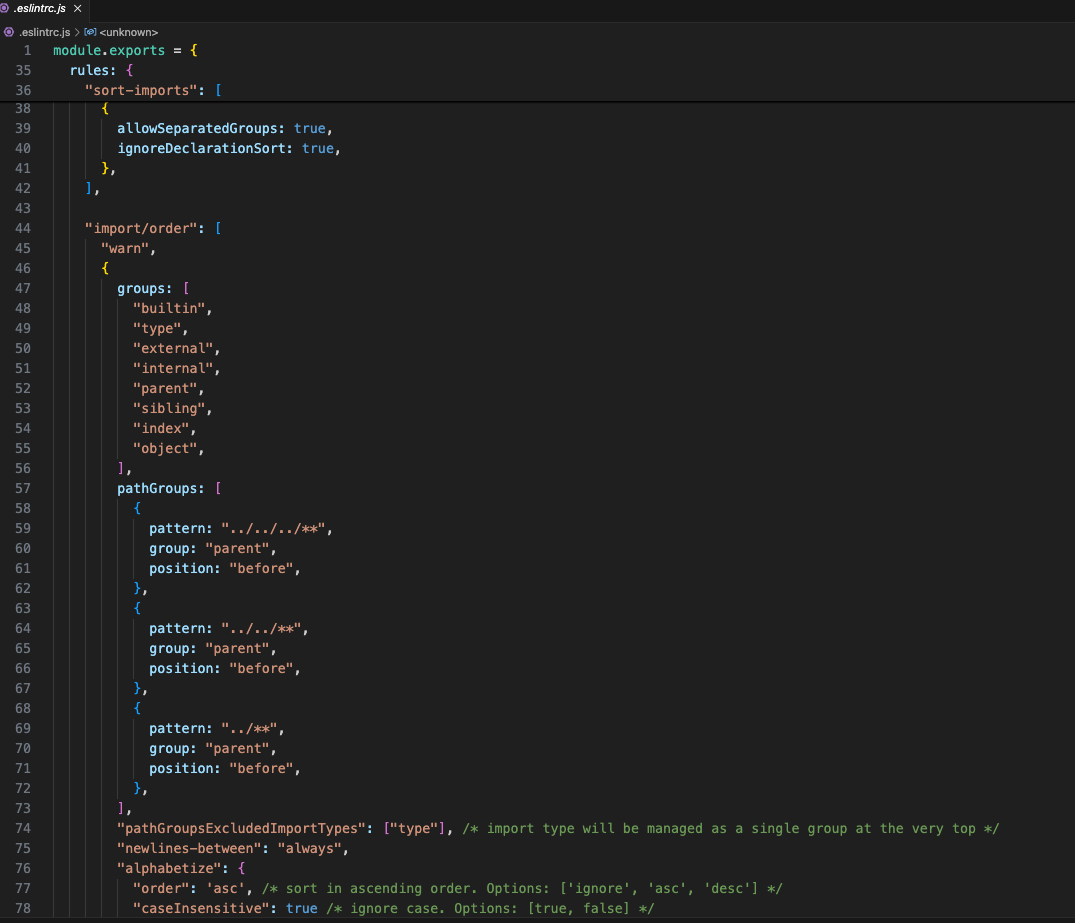 .eslintrc.js ×
.eslintrc.js > <unknown>
1 module.exports = {
35 rules: {
36 "sort-imports": [
38 {
39 allowSeparatedGroups: true,
40 ignoreDeclarationSort: true,
41 },
42 ],
43
44 "import/order": [
45 "warn",
46 {
47 groups: [
48 "builtin",
49 "type",
50 "external",
51 "internal",
52 "parent",
53 "sibling",
54 "index",
55 "object",
56 ],
57 pathGroups: [
58 {
59 pattern: "../../../**",
60 group: "parent",
61 position: "before",
62 },
63 {
64 pattern: "../../**",
65 group: "parent",
66 position: "before",
67 },
68 {
69 pattern: "../**",
70 group: "parent",
71 position: "before",
72 },
73 ],
74 "pathGroupsExcludedImportTypes": ["type"], /* import type will be managed as a single group at the very top */
75 "newlines-between": "always",
76 "alphabetize": {
77 "order": 'asc', /* sort in ascending order. Options: ['ignore', 'asc', 'desc'] */
78 "caseInsensitive": true /* ignore case. Options: [true, false] */